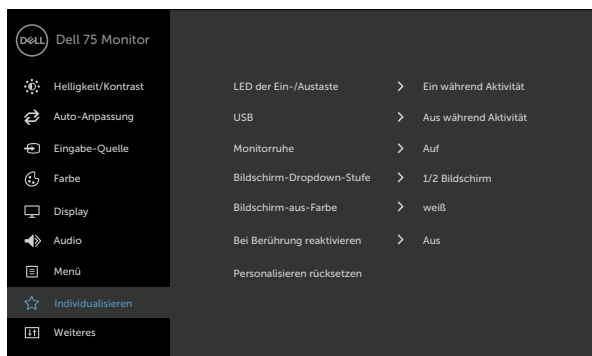 DELL Dell 75 Monitor
Helligkeit/Kontrast LED der Ein-/Austaste Ein während Aktivität
Auto-Anpassung USB Aus während Aktivität
Eingabe-Quelle Monitorruhe Auf
Farbe Bildschirm-Dropdown-Stufe 1/2 Bildschirm
Display Bildschirm-aus-Farbe weiß
Audio Bei Berührung reaktivieren Aus
Menü Personalisieren rücksetzen
Individualisieren
Weiteres